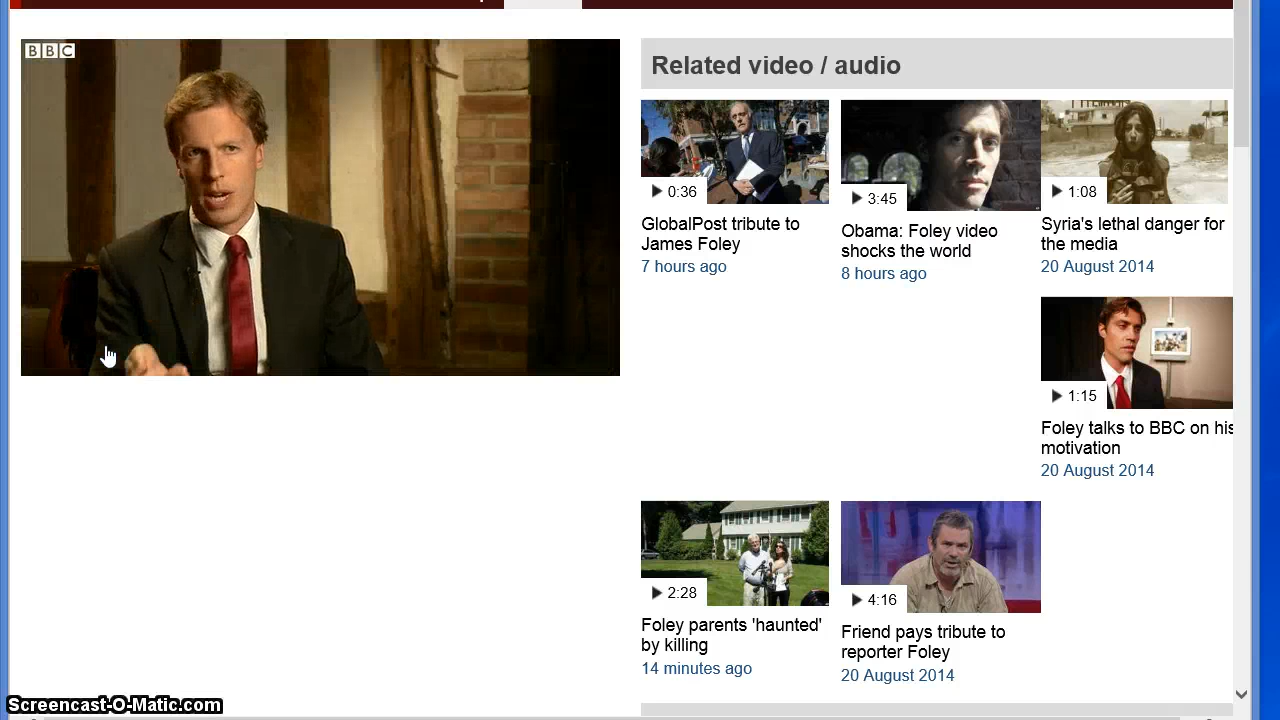 BBC
Related video / audio
0:36
GlobalPost tribute to
James Foley
7 hours ago
3:45
Obama: Foley video
shocks the world
8 hours ago
1:08
Syria's lethal danger for
the media
20 August 2014
1:15
Foley talks to BBC on his
motivation
20 August 2014
2:28
Foley parents 'haunted'
by killing
14 minutes ago
4:16
Friend pays tribute to
reporter Foley
20 August 2014
Screencast-O-Matic.com